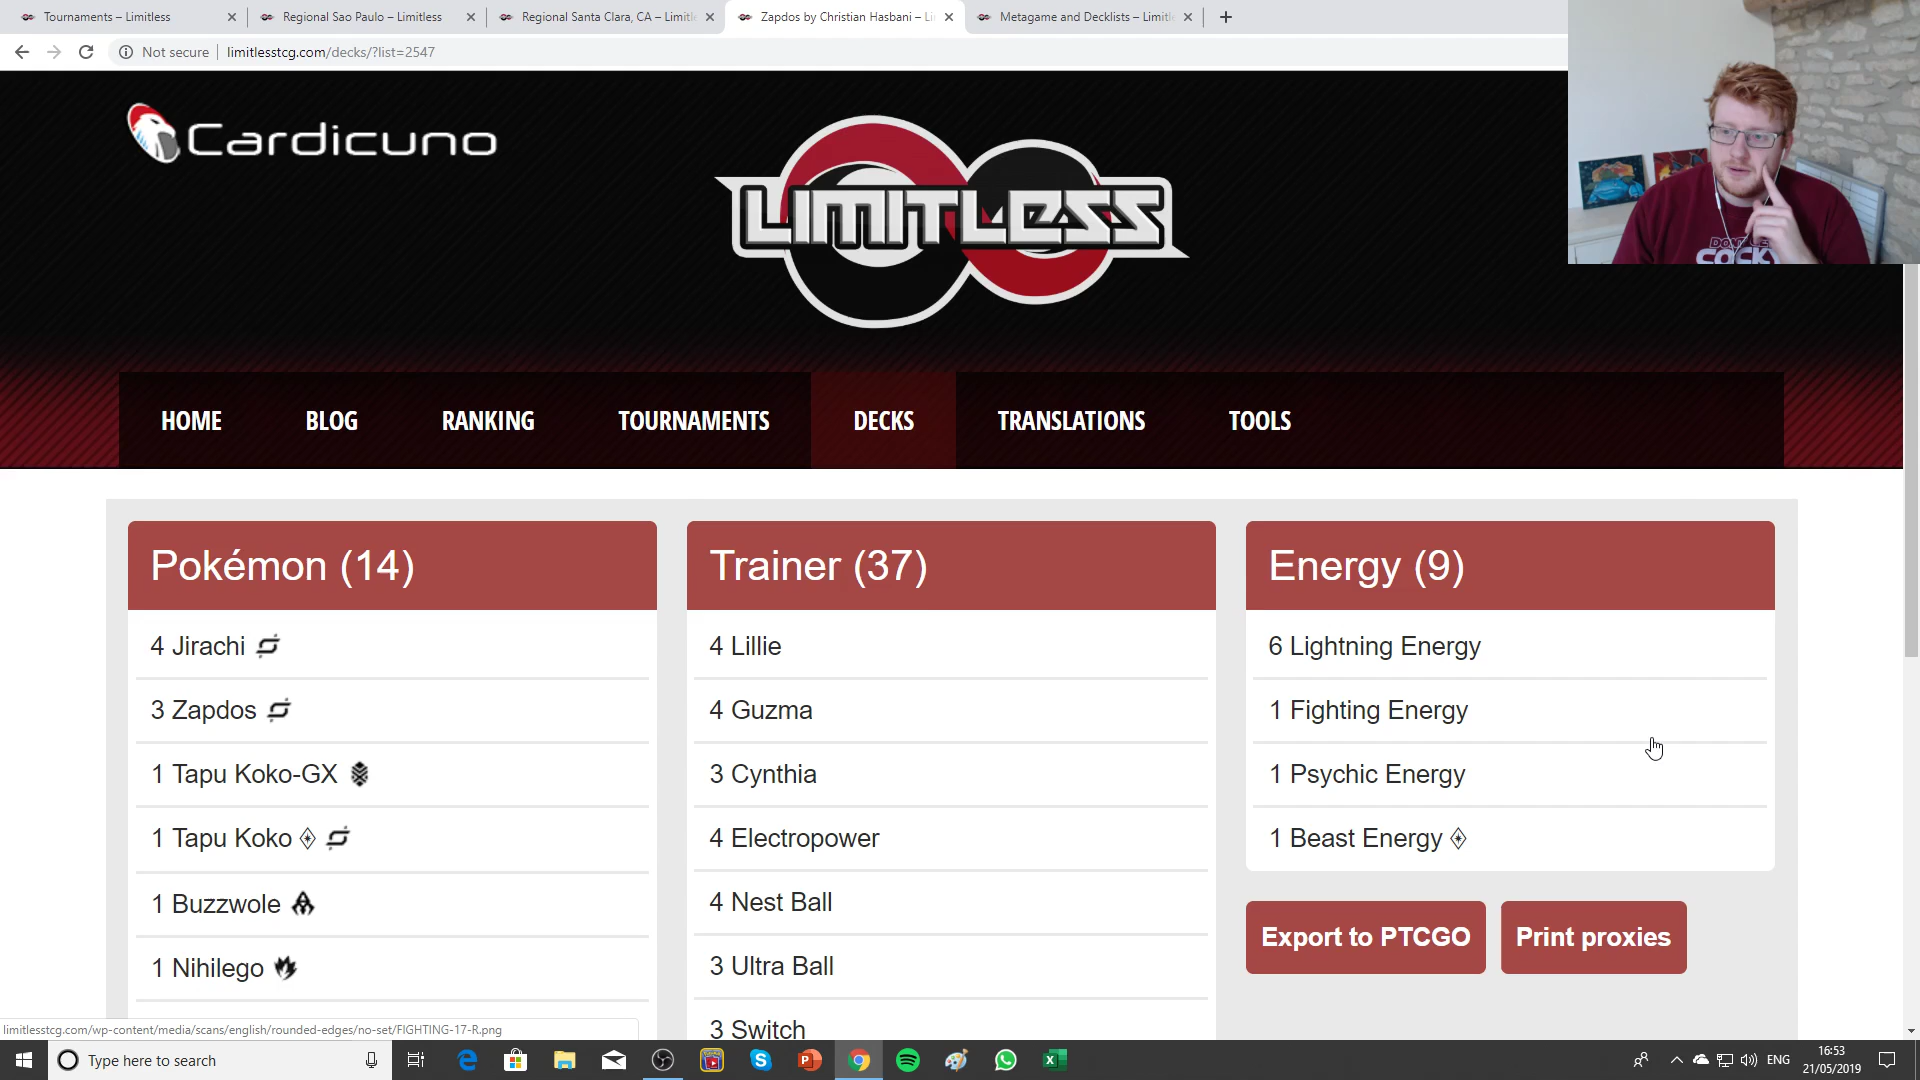 Tournaments – Limitless
Regional Sao Paulo – Limitless
Regional Santa Clara, CA – Limitl
Zapdos by Christian Hasbani – Li
Metagame and Decklists – Limitl
Not secure
limitlesstcg.com/decks/?list=2547
Cardicuno
LIMITLESS
DON'T GET
COCKY
HOME
BLOG
RANKING
TOURNAMENTS
DECKS
TRANSLATIONS
TOOLS
Pokémon (14)
4 Jirachi
3 Zapdos
1 Tapu Koko-GX
1 Tapu Koko
1 Buzzwole
1 Nihilego
Trainer (37)
4 Lillie
4 Guzma
3 Cynthia
4 Electropower
4 Nest Ball
3 Ultra Ball
3 Switch
Energy (9)
6 Lightning Energy
1 Fighting Energy
1 Psychic Energy
1 Beast Energy
Export to PTCGO
Print proxies
limitlesstcg.com/wp-content/media/scans/english/rounded-edges/no-set/FIGHTING-17-R.png
Type here to search
ENG
16:53
21/05/2019